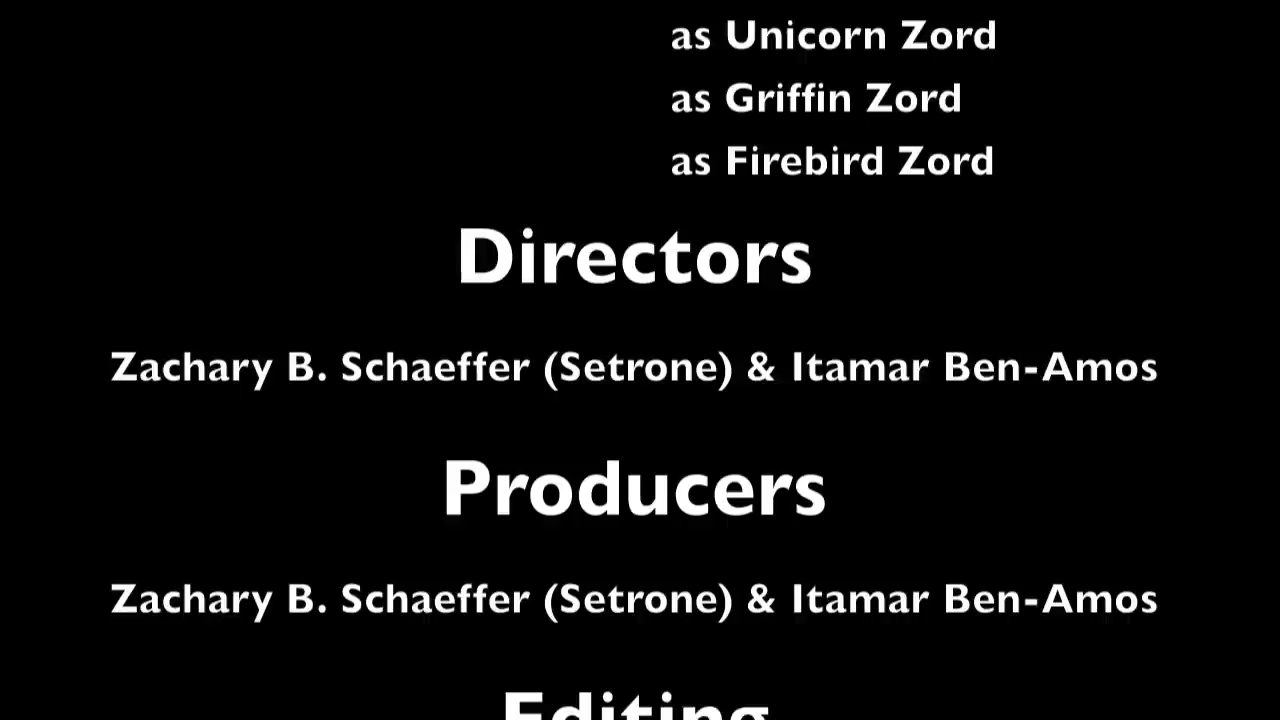 as Unicorn Zord
as Griffin Zord
as Firebird Zord
Directors
Zachary B. Schaeffer (Setrone) & Itamar Ben-Amos
Producers
Zachary B. Schaeffer (Setrone) & Itamar Ben-Amos
Editing